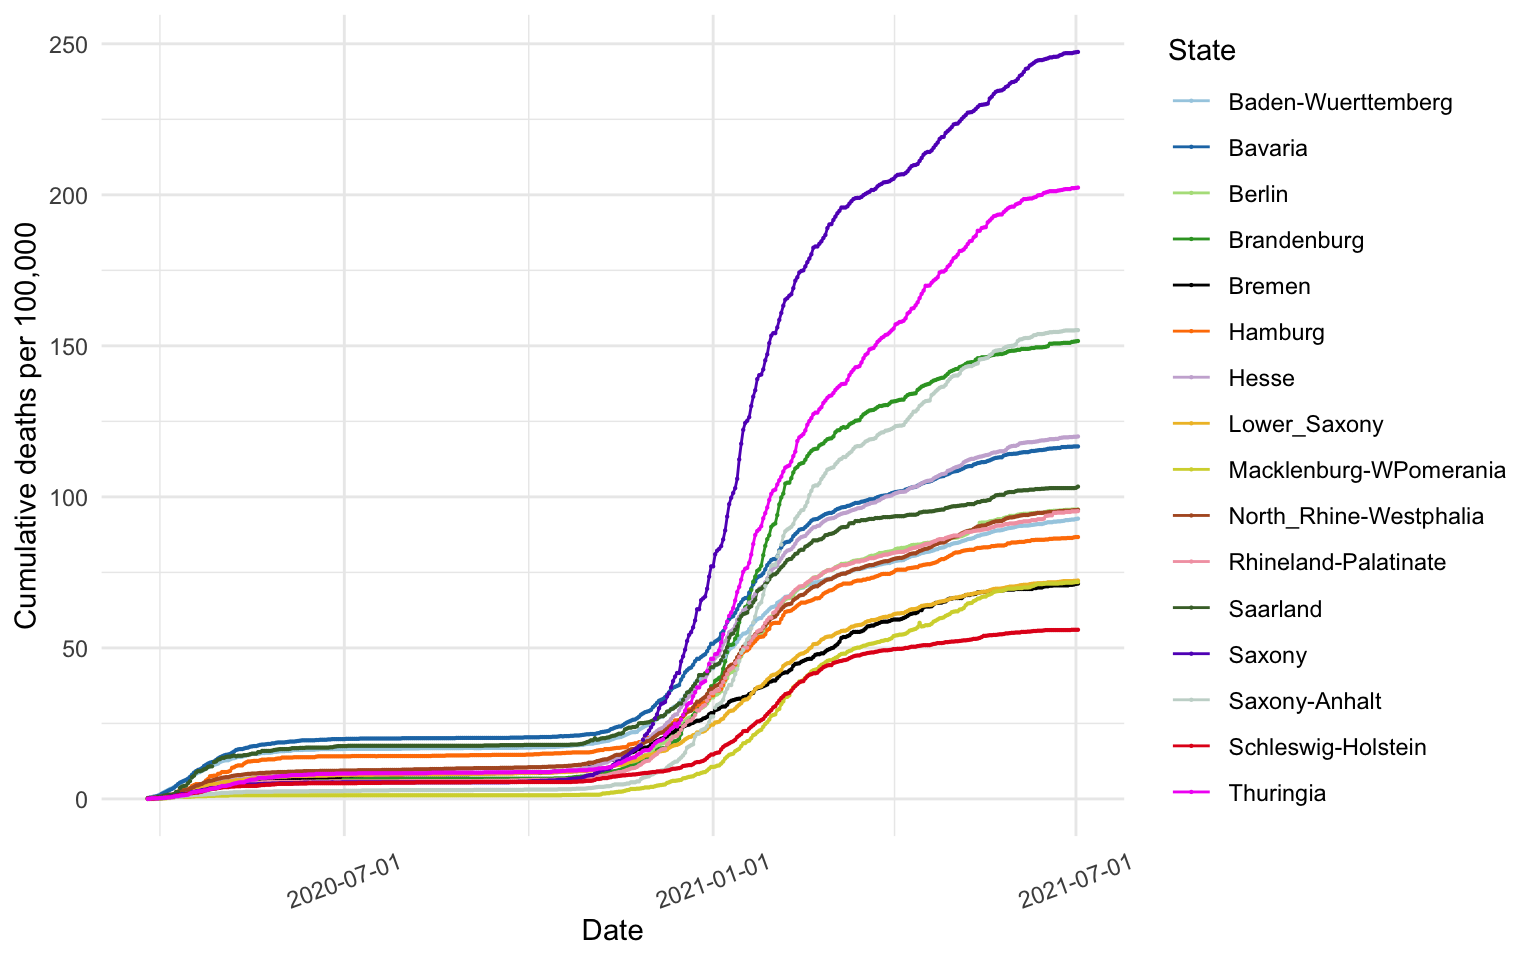 250
200
150
100
50
0
Cumulative deaths per 100,000
2020-07-01
2021-01-01
2021-07-01
Date
State
Baden-Wuerttemberg
Bavaria
Berlin
Brandenburg
Bremen
Hamburg
Hesse
Lower_Saxony
Macklenburg-WPomerania
North_Rhine-Westphalia
Rhineland-Palatinate
Saarland
Saxony
Saxony-Anhalt
Schleswig-Holstein
Thuringia